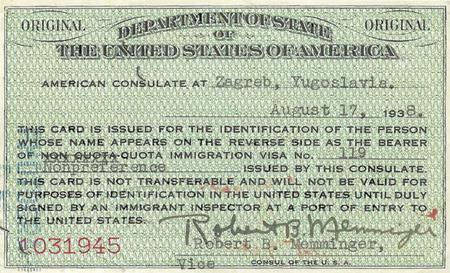 ORIGINAL DEPARTMENT OF STATE ORIGINAL
OF
THE UNITED STATES OF AMERICA
AMERICAN CONSULATE AT Zagreb, Yugoslavia.
August 17, 1938.
THIS CARD IS ISSUED FOR THE IDENTIFICATION OF THE PERSON
WHOSE NAME APPEARS ON THE REVERSE SIDE AS THE BEARER
OF NON QUOTA-QUOTA IMMIGRATION VISA NO. 119
Nonpreference ISSUED BY THIS CONSULATE.
THIS CARD IS NOT TRANSFERABLE AND WILL NOT BE VALID FOR
PURPOSES OF IDENTIFICATION IN THE UNITED STATES UNTIL DULY
SIGNED BY AN IMMIGRANT INSPECTOR AT PORT OF ENTRY TO
THE UNITED STATES.
Robert B. Memminger
1031945 Robert B. Memminger,
Vice CONSUL OF THE U.S.A.